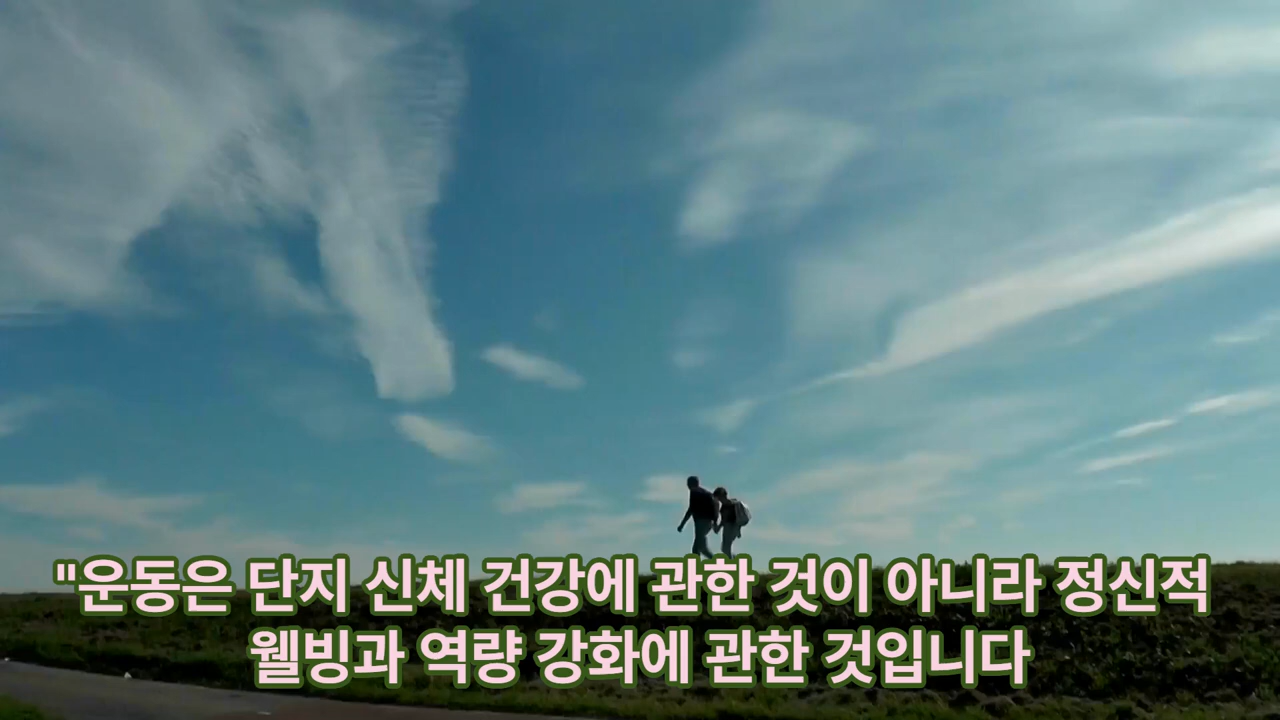 "운동은 단지 신체 건강에 관한 것이 아니라 정신적
웰빙과 역량 강화에 관한 것입니다